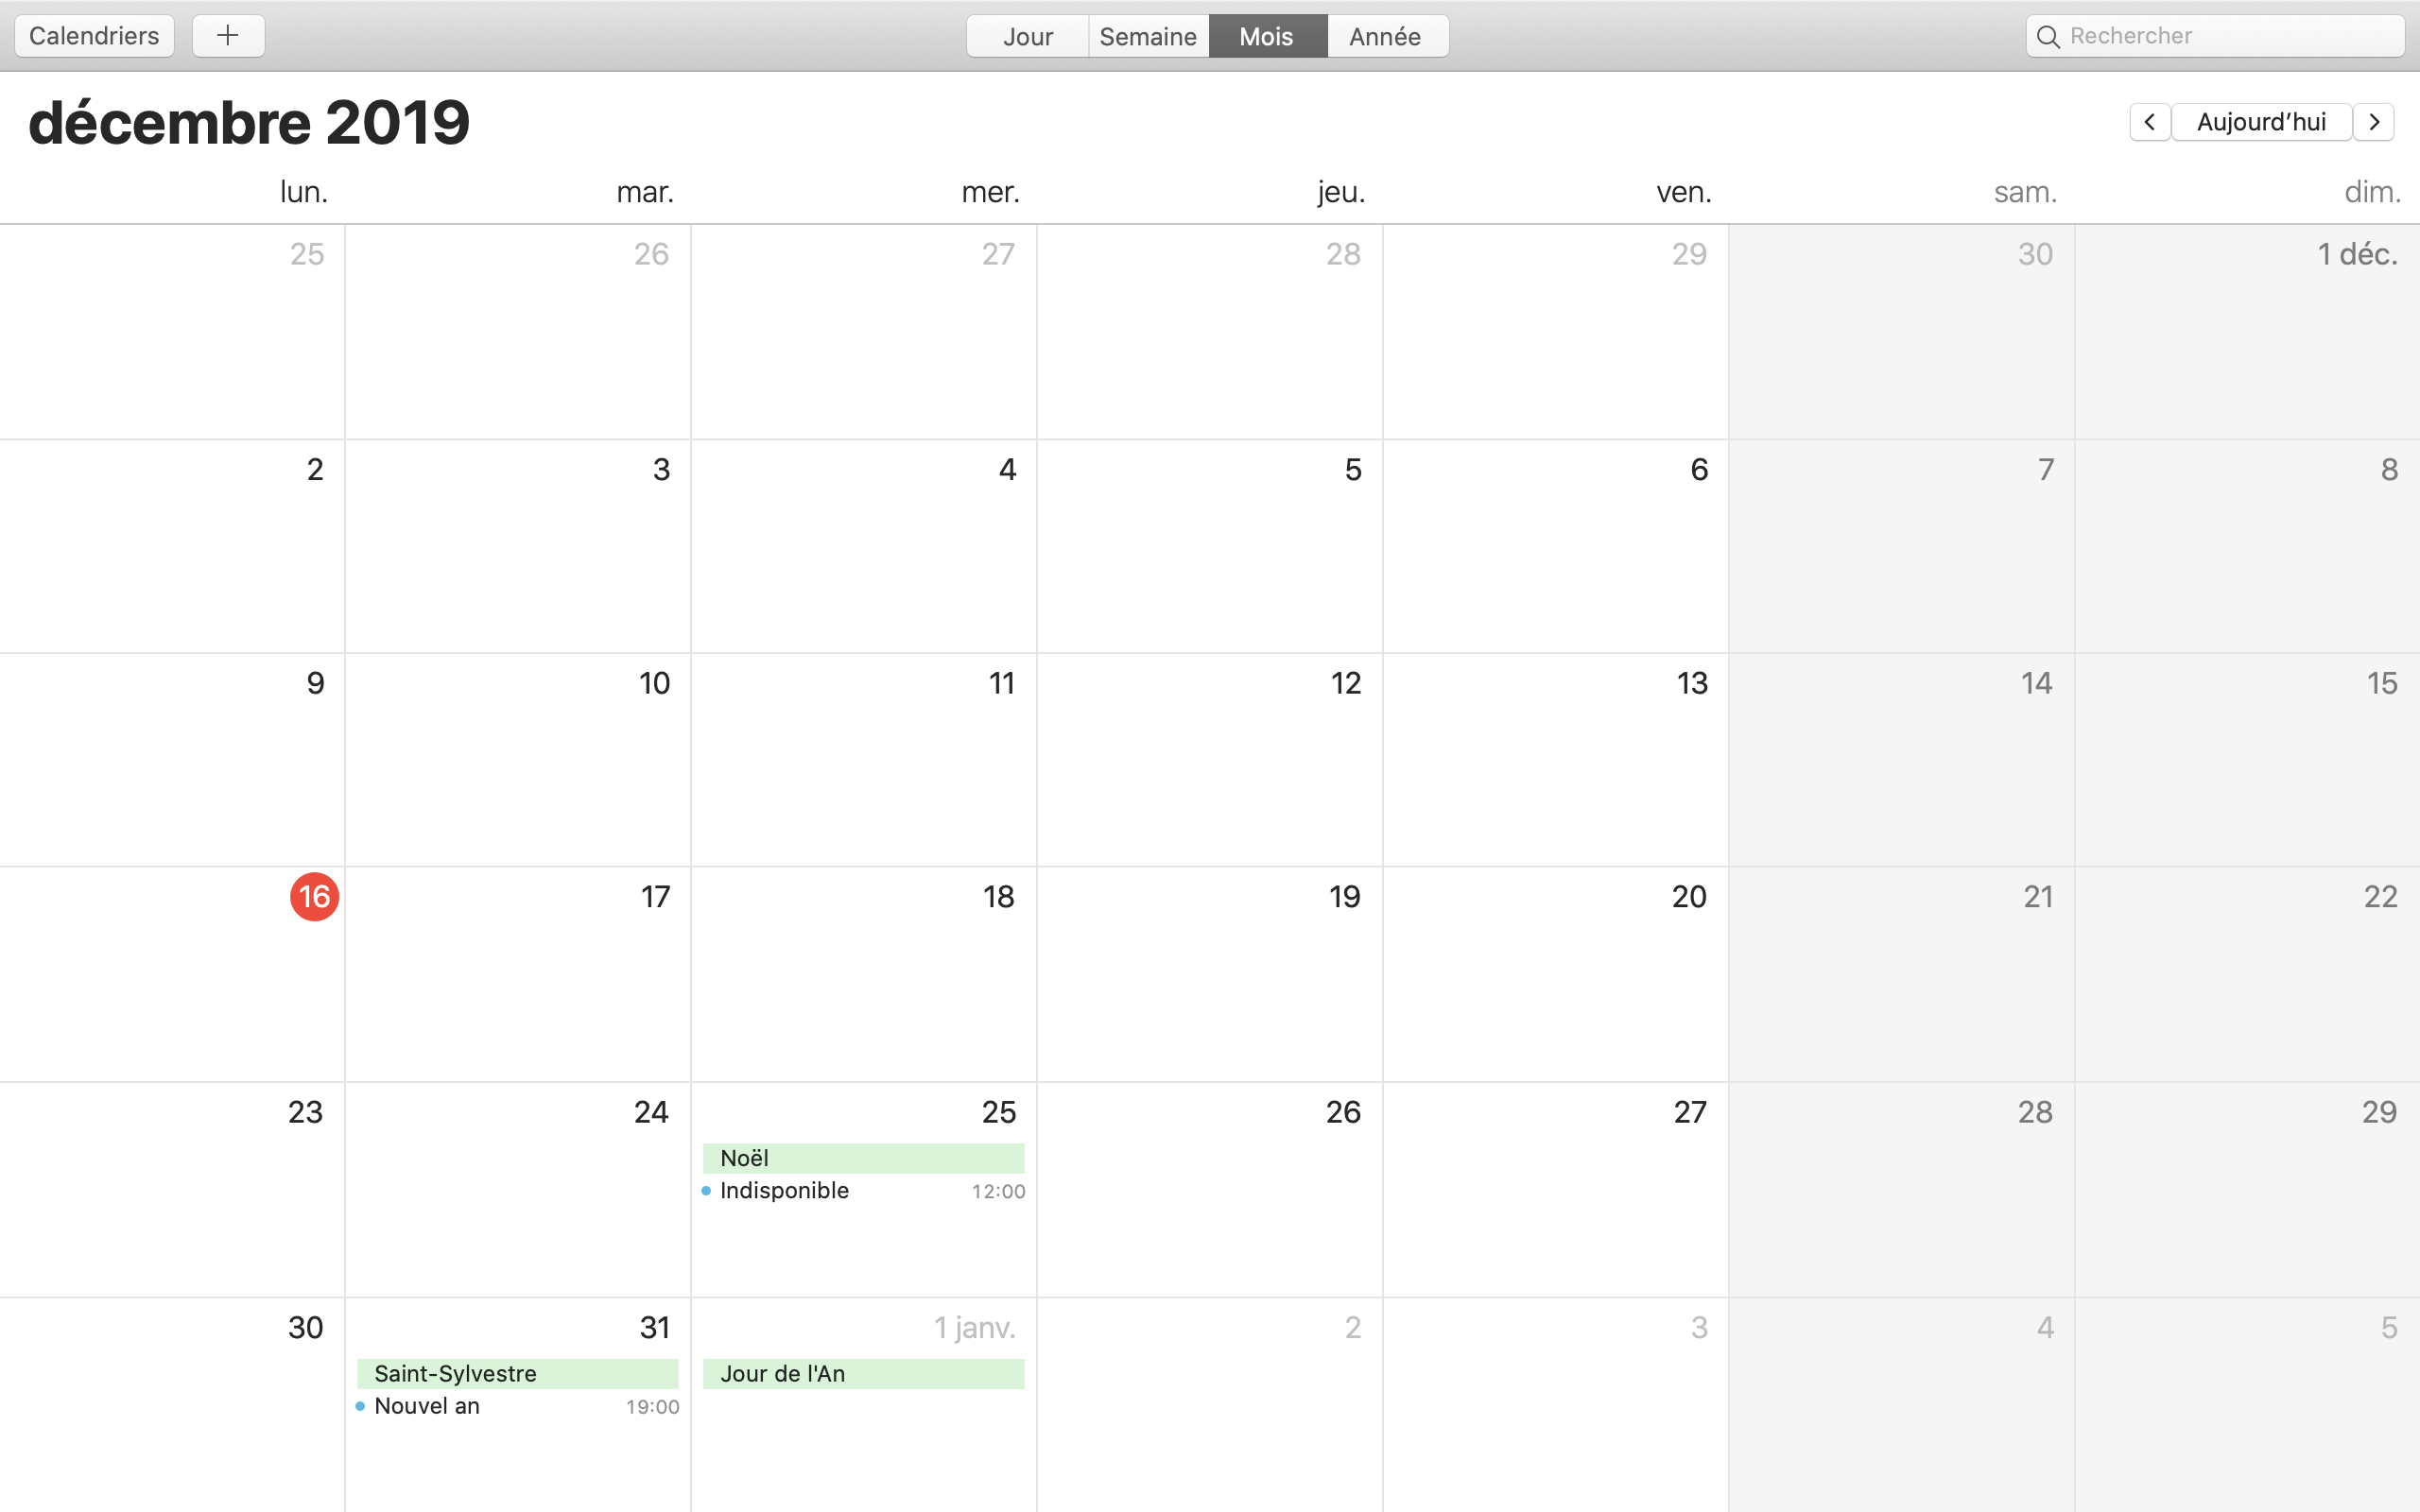 Calendriers + Jour Semaine Mois Année Rechercher
décembre 2019 < Aujourd’hui >
lun. mar. mer. jeu. ven. sam. dim.
25 26 27 28 29 30 1 déc.
2 3 4 5 6 7 8
9 10 11 12 13 14 15
16 17 18 19 20 21 22
23 24 25 26 27 28 29
Noël
Indisponible 12:00
30 31 1 janv. 2 3 4 5
Saint-Sylvestre Jour de l'An
Nouvel an 19:00